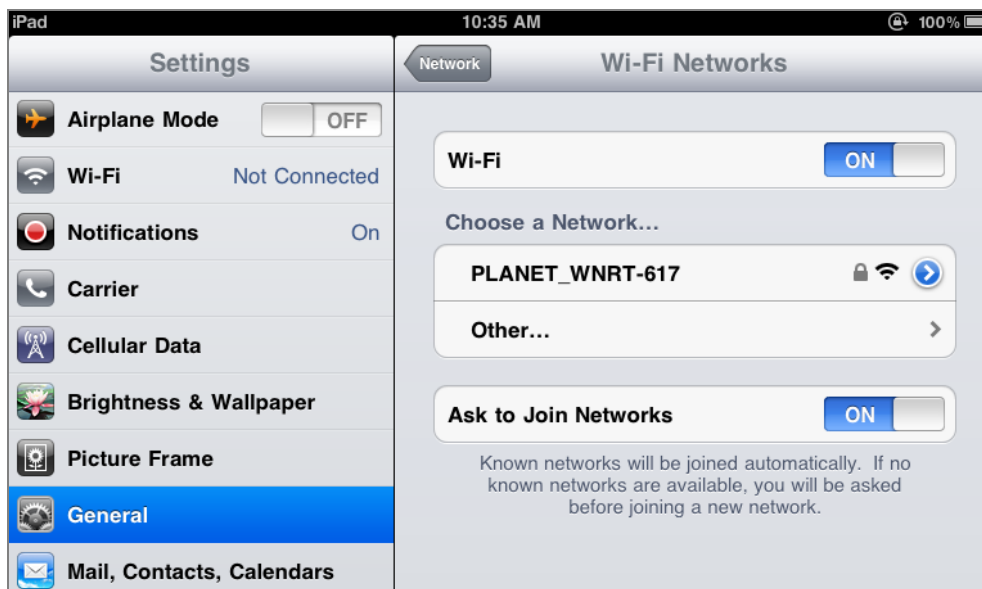 iPad 10:35 AM 100%
Settings
Airplane Mode OFF
Wi-Fi Not Connected
Notifications On
Carrier
Cellular Data
Brightness & Wallpaper
Picture Frame
General
Mail, Contacts, Calendars
Network Wi-Fi Networks
Wi-Fi ON
Choose a Network...
PLANET_WNRT-617
Other...
Ask to Join Networks ON
Known networks will be joined automatically. If no
known networks are available, you will be asked
before joining a new network.